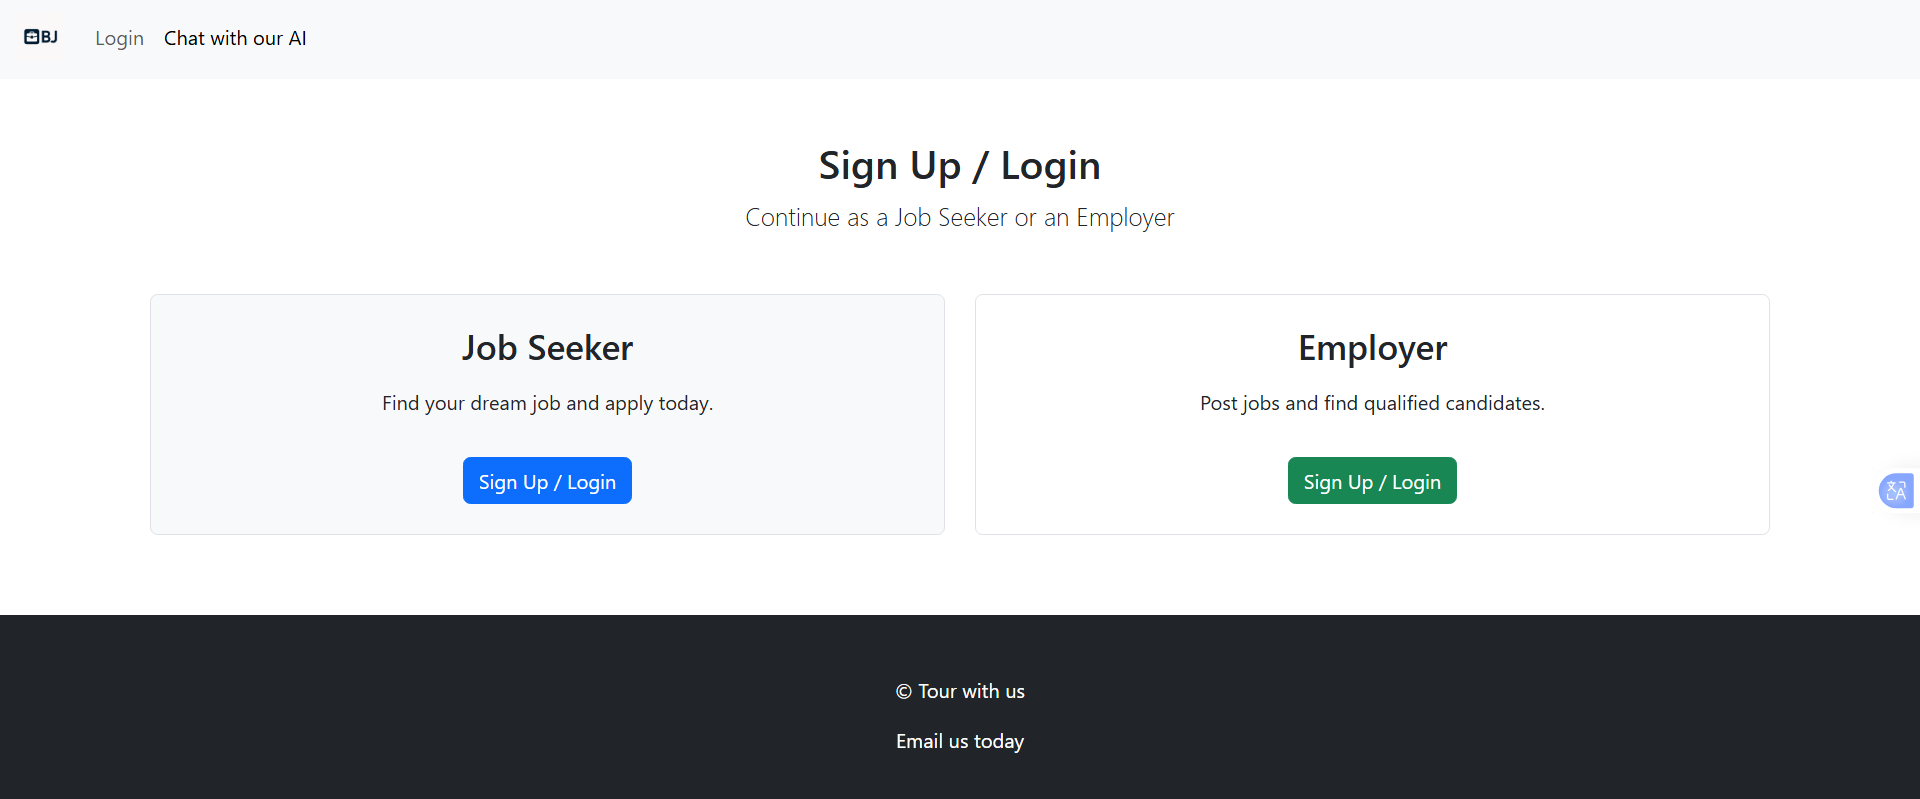 BJ
Login
Chat with our AI
Sign Up / Login
Continue as a Job Seeker or an Employer
Job Seeker
Find your dream job and apply today.
Sign Up / Login
Employer
Post jobs and find qualified candidates.
Sign Up / Login
© Tour with us
Email us today
文A